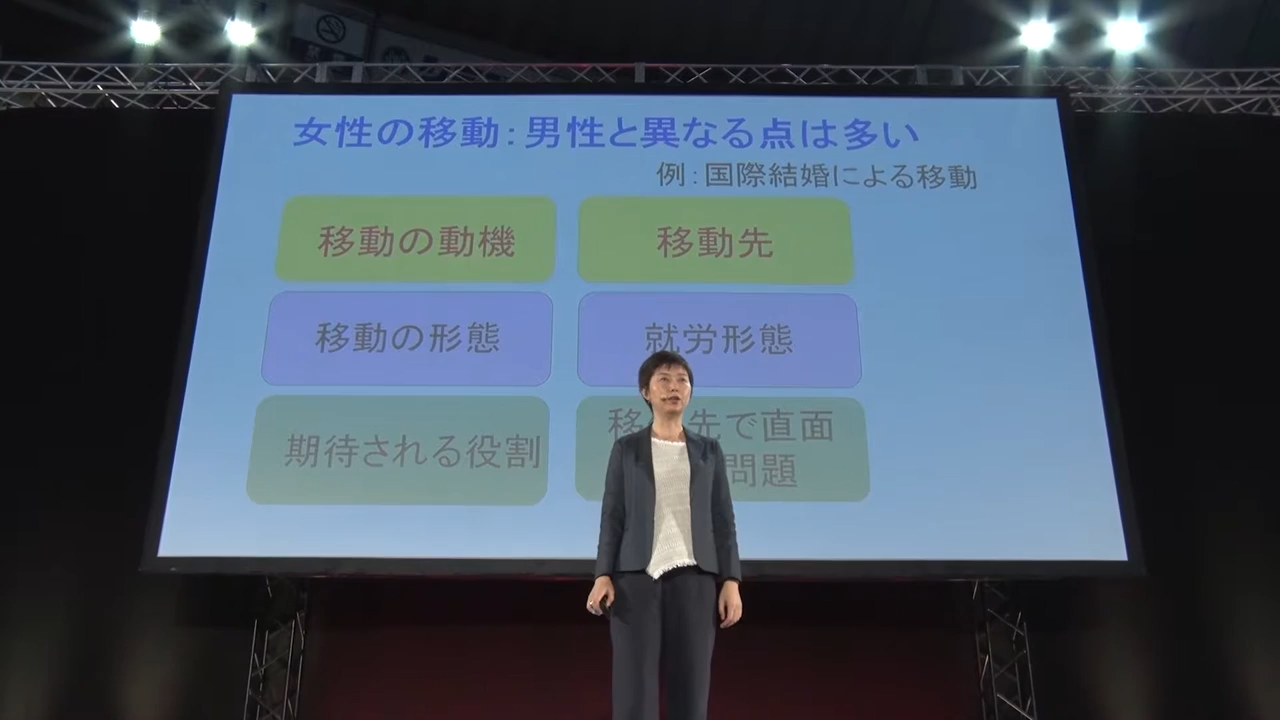 女性の移動：男性と異なる点は多い
例：国際結婚による移動
移動の動機
移動先
移動の形態
就労形態
期待される役割
移 先で直面
問題